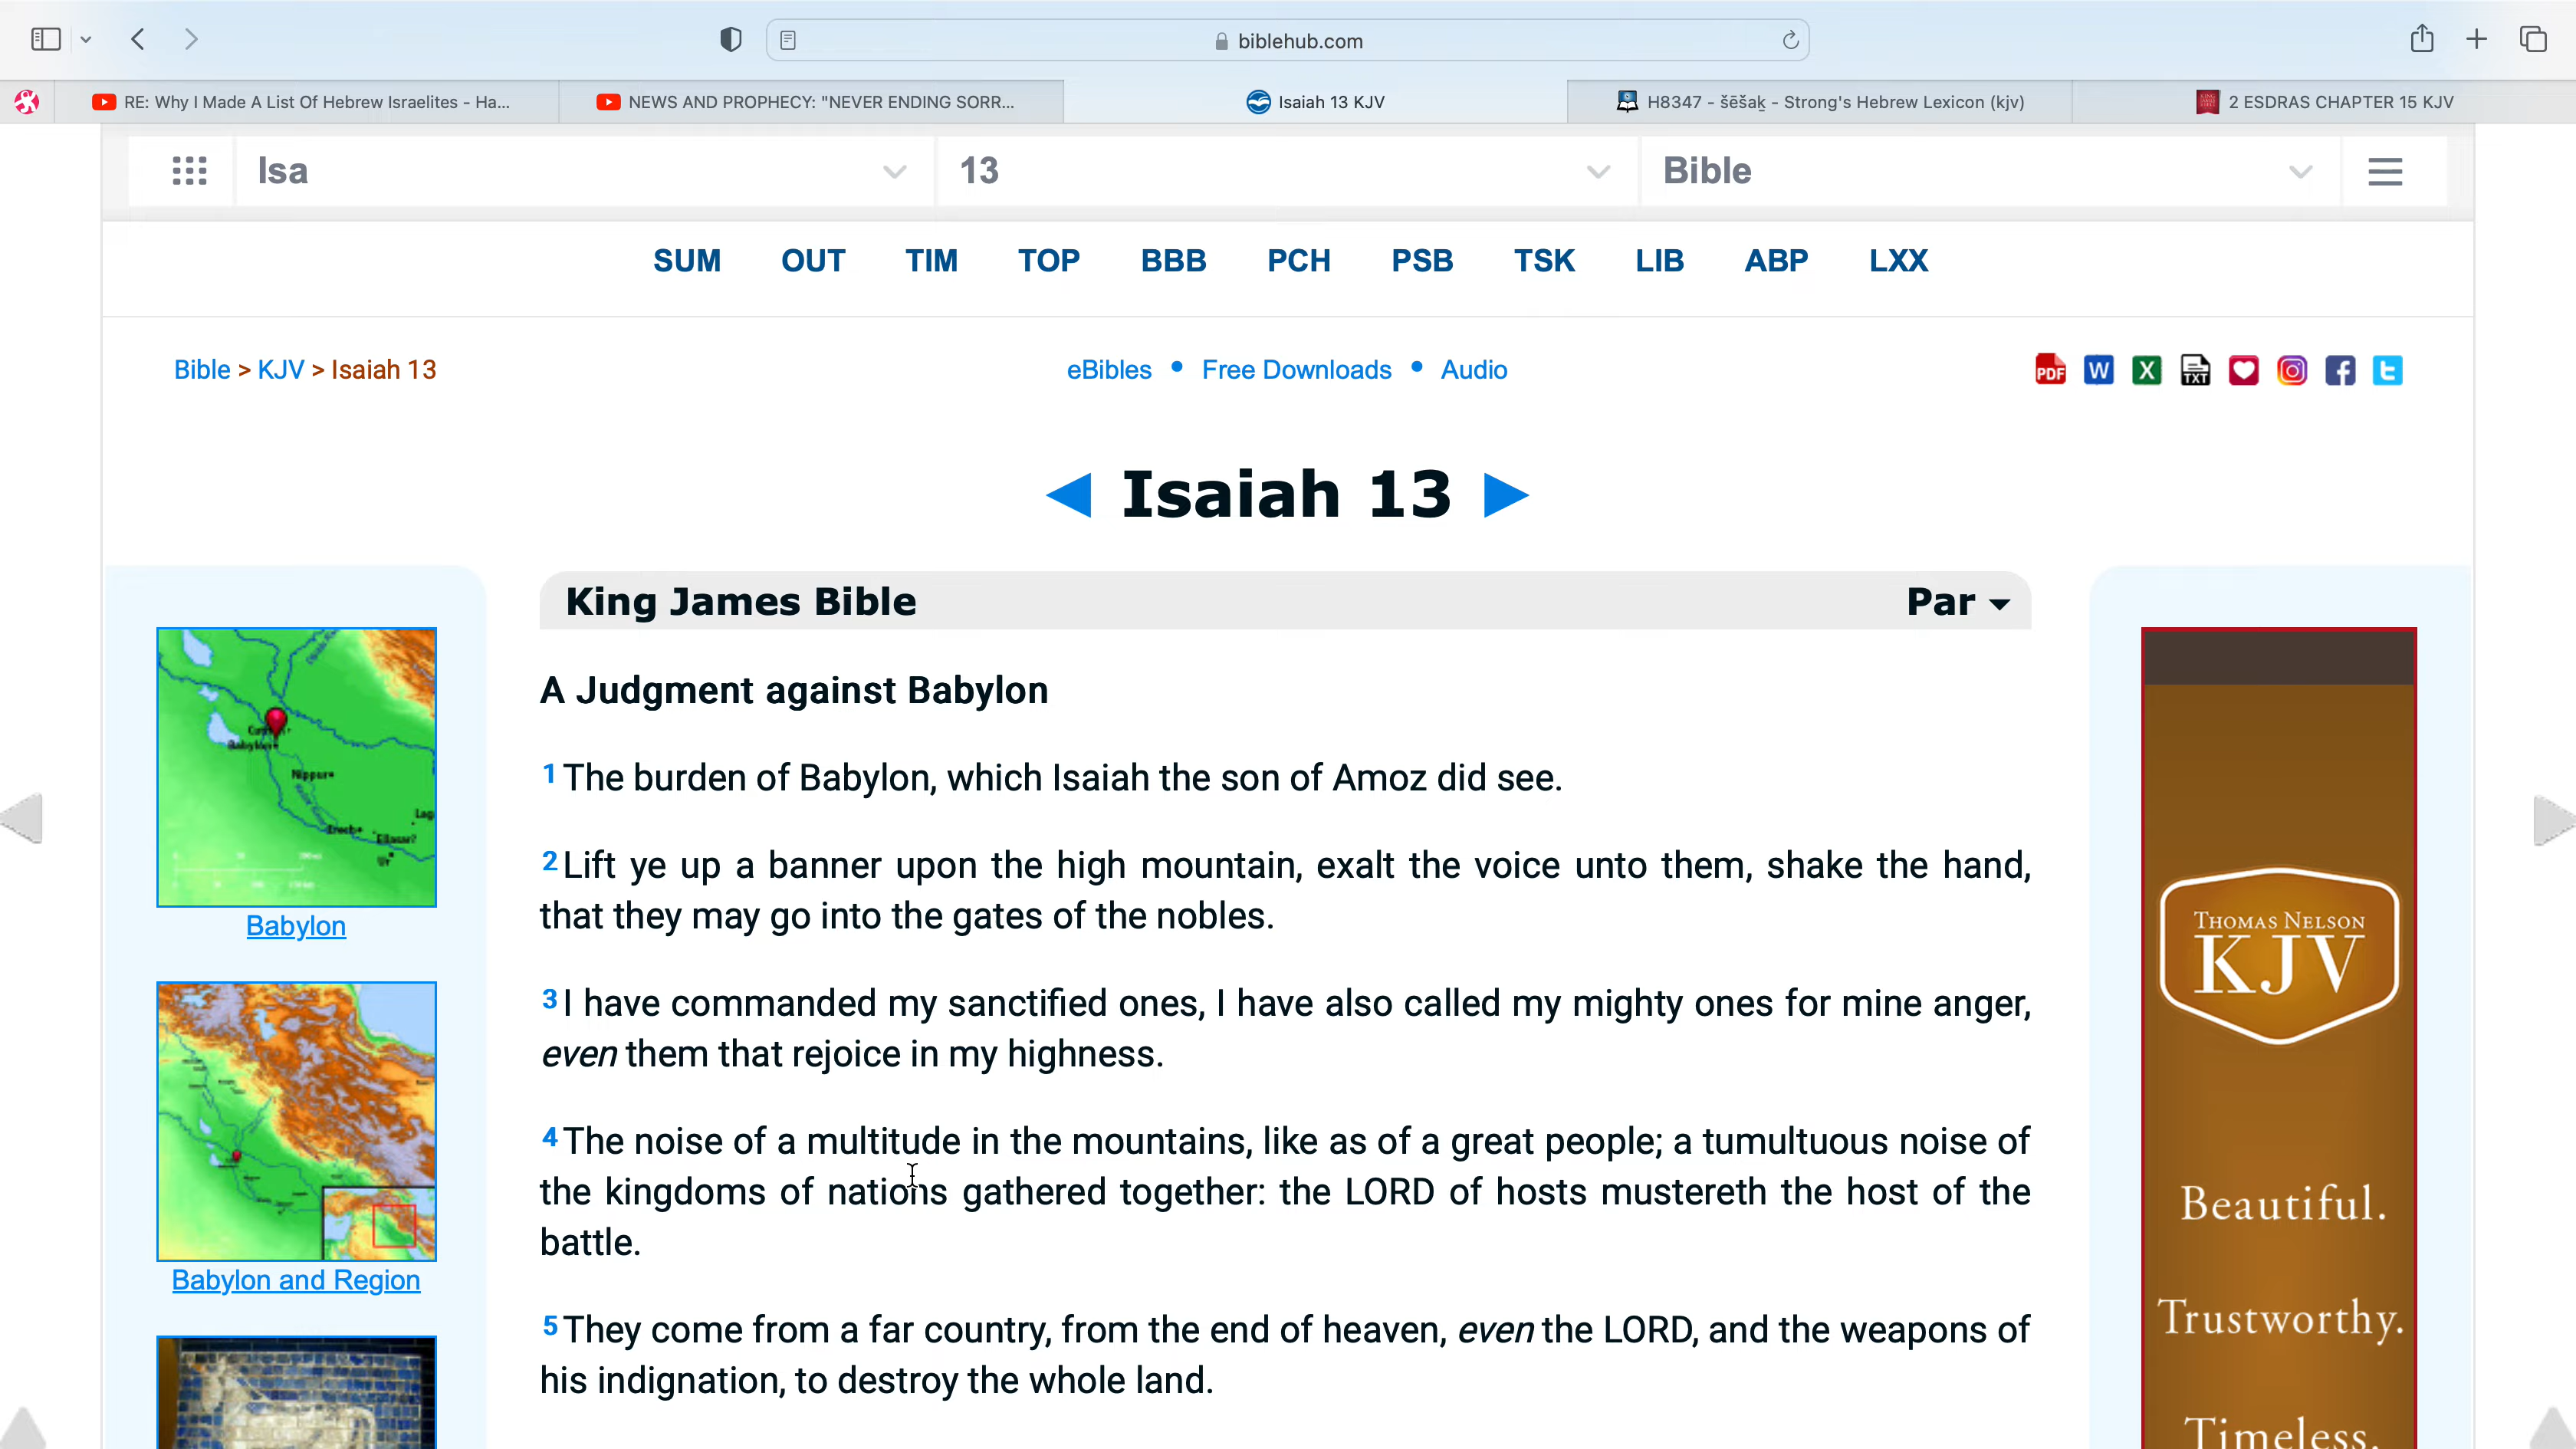 biblehub.com
RE: Why I Made A List Of Hebrew Israelites - Ha...
NEWS AND PROPHECY: "NEVER ENDING SORR...
Isaiah 13 KJV
H8347 - šēšaḵ - Strong's Hebrew Lexicon (kjv)
2 ESDRAS CHAPTER 15 KJV
Isa
13
Bible
SUM OUT TIM TOP BBB PCH PSB TSK LIB ABP LXX
Bible > KJV > Isaiah 13
eBibles • Free Downloads • Audio
PDF W X TXT
◄ Isaiah 13 ►
King James Bible
Par ▾
A Judgment against Babylon
1 The burden of Babylon, which Isaiah the son of Amoz did see.
2 Lift ye up a banner upon the high mountain, exalt the voice unto them, shake the hand,
that they may go into the gates of the nobles.
3 I have commanded my sanctified ones, I have also called my mighty ones for mine anger,
even them that rejoice in my highness.
4 The noise of a multitude in the mountains, like as of a great people; a tumultuous noise of
the kingdoms of nations gathered together: the LORD of hosts mustereth the host of the
battle.
5 They come from a far country, from the end of heaven, even the LORD, and the weapons of
his indignation, to destroy the whole land.
Babylon
Nippur
Ur
Babylon
Babylon and Region
THOMAS NELSON
KJV
Beautiful.
Trustworthy.
Timeless.